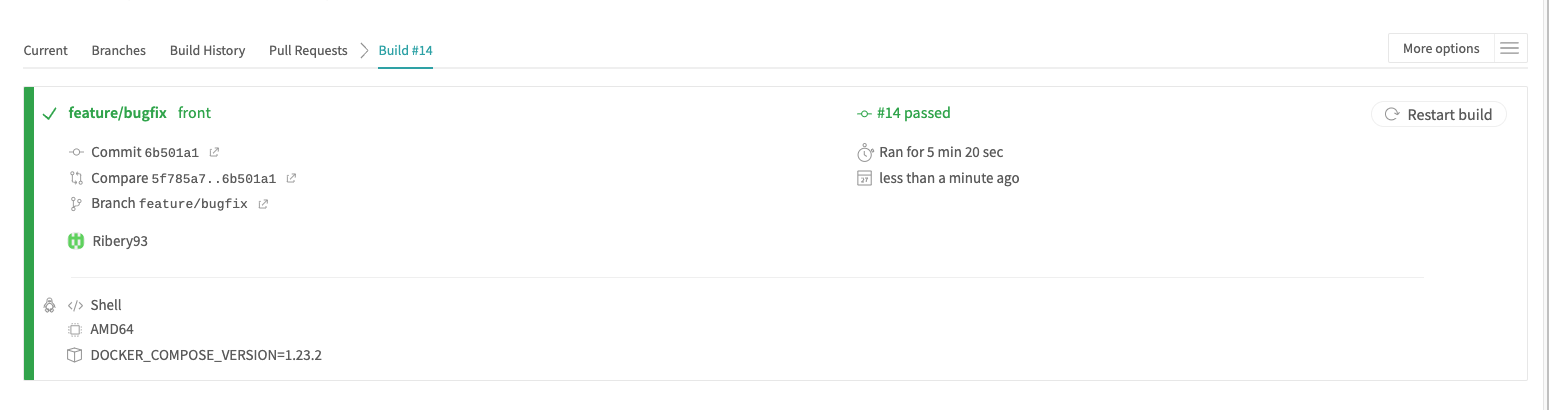 Current Branches Build History Pull Requests Build #14 More options
feature/bugfix front #14 passed Restart build
Commit 6b501a1 Ran for 5 min 20 sec
Compare 5f785a7..6b501a1 less than a minute ago
Branch feature/bugfix
Ribery93
Shell
AMD64
DOCKER_COMPOSE_VERSION=1.23.2